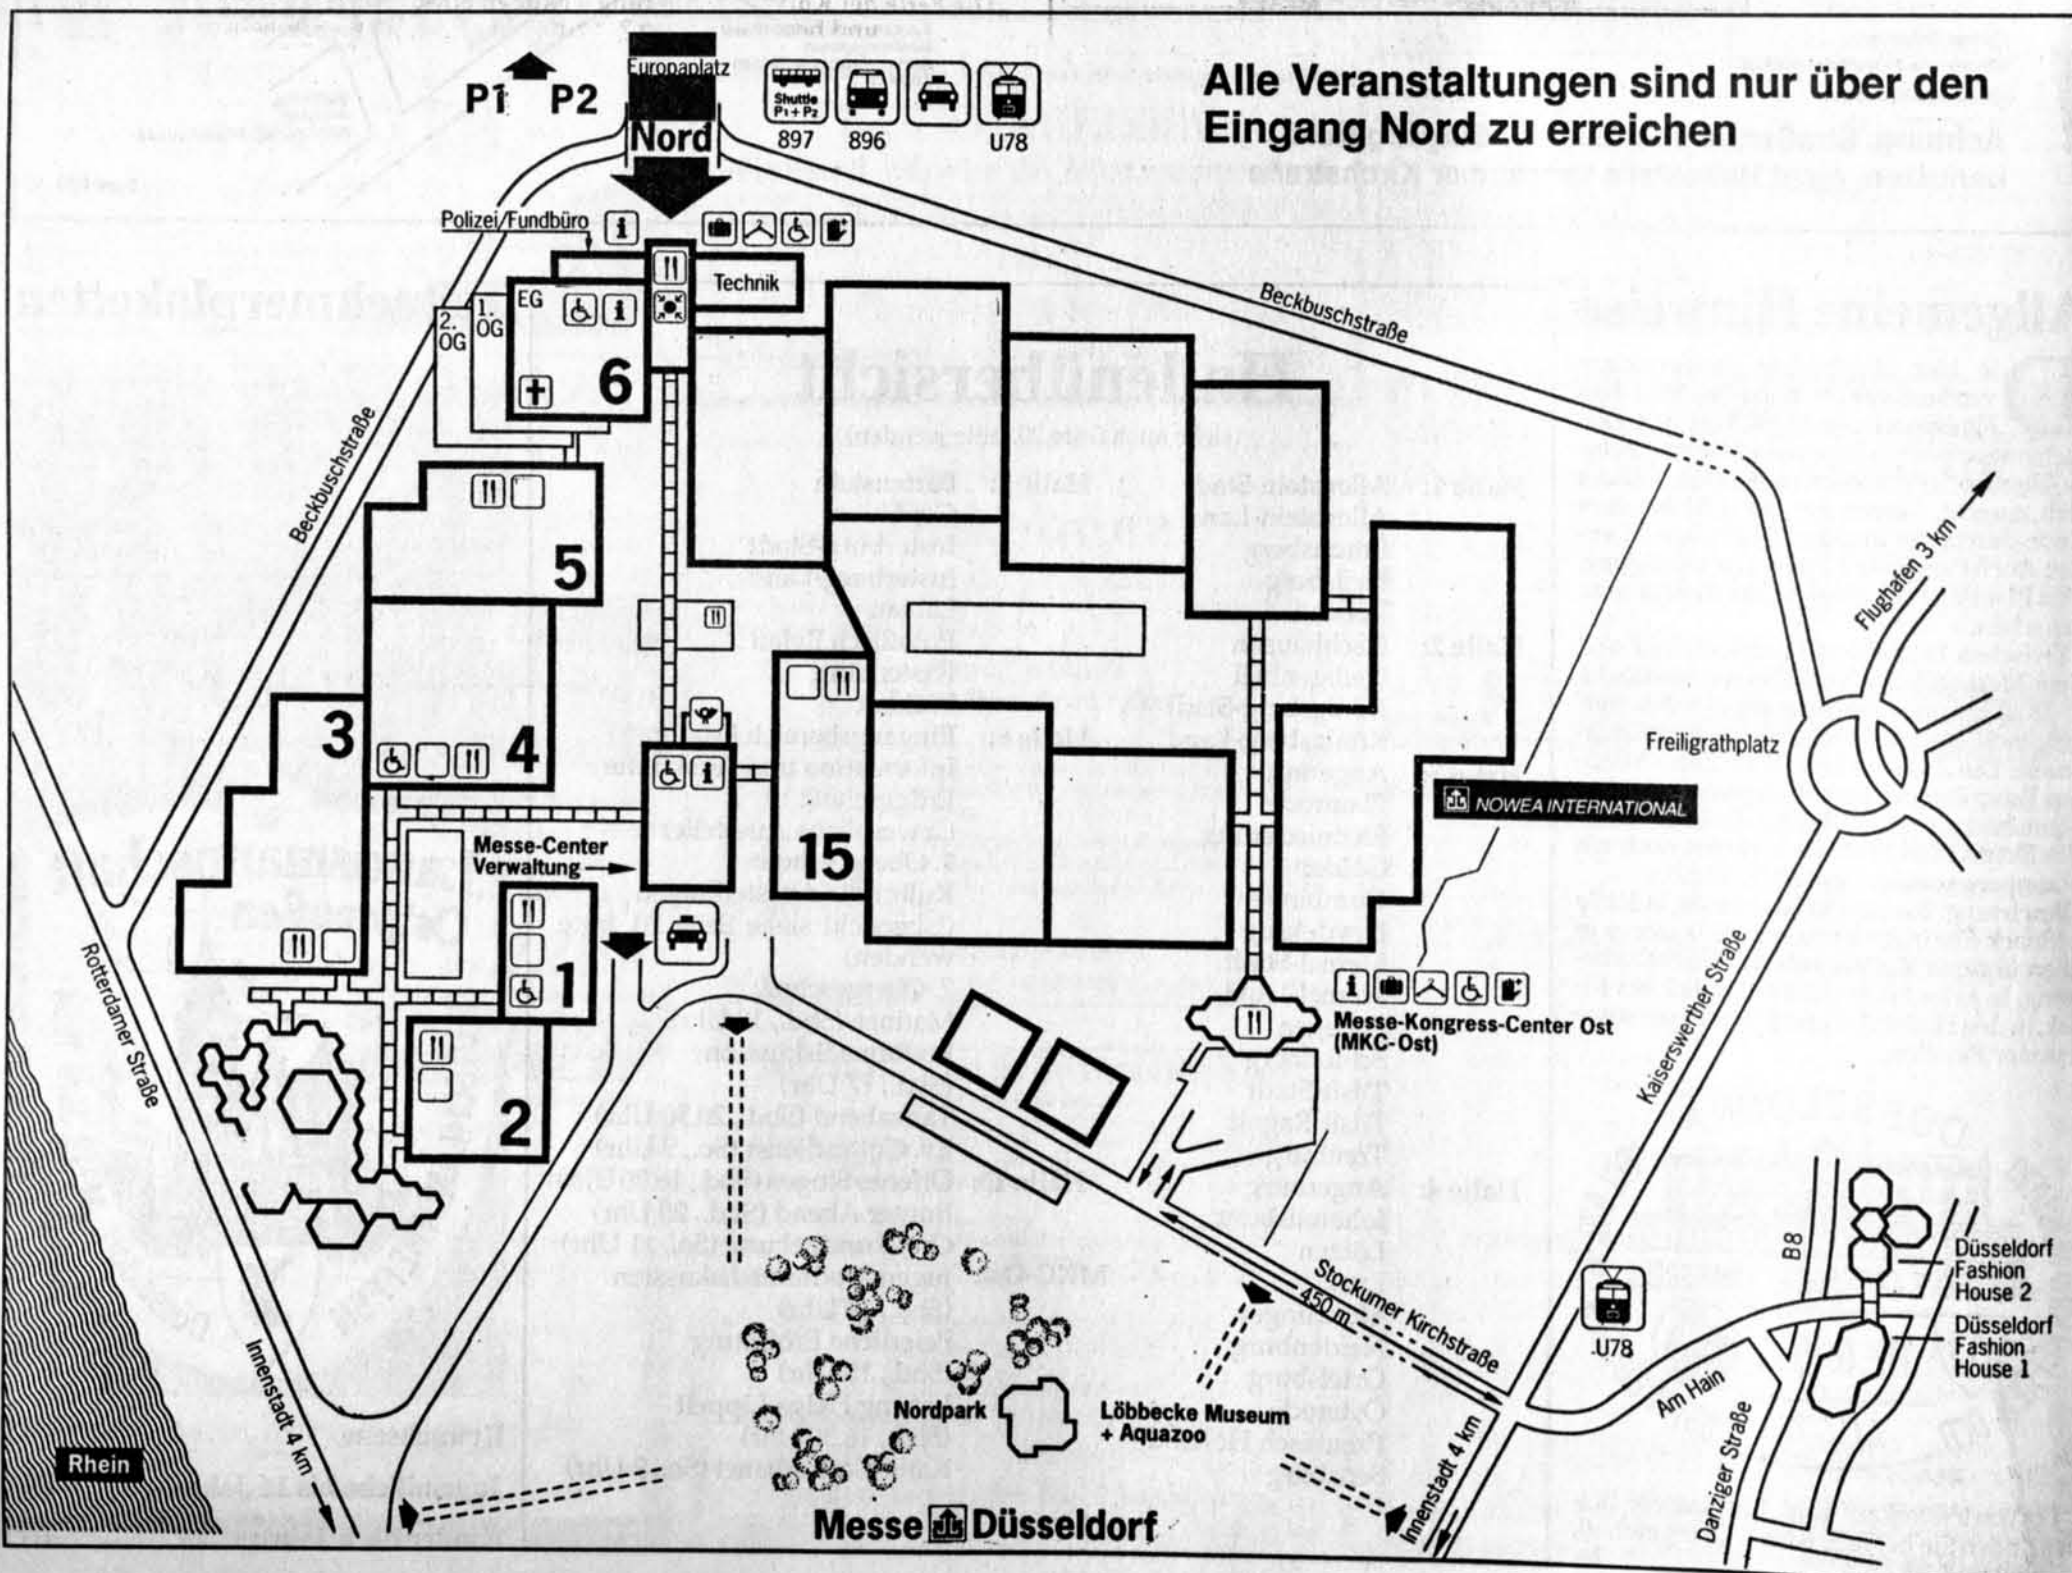 Alle Veranstaltungen sind nur über den
Eingang Nord zu erreichen
P1 P2
Europaplatz
Nord
Shuttle
P1+P2
897
896
U78
Polizei/Fundbüro
Technik
Beckbuschstraße
EG
1.
OG
2.
OG
6
5
4
3
Beckbuschstraße
Messe-Center
Verwaltung
15
1
2
Flughafen 3 km
Freiligrathplatz
NOWEA INTERNATIONAL
Messe-Kongress-Center Ost
(MKC-Ost)
Kaiserswerther Straße
Rotterdamer Straße
Innenstadt 4 km
Rhein
Nordpark
Löbbecke Museum
+ Aquazoo
Stockumer Kirchstraße
450 m
U78
Am Hain
Danziger Straße
B8
Düsseldorf
Fashion
House 2
Düsseldorf
Fashion
House 1
Innenstadt 4 km
Messe Düsseldorf